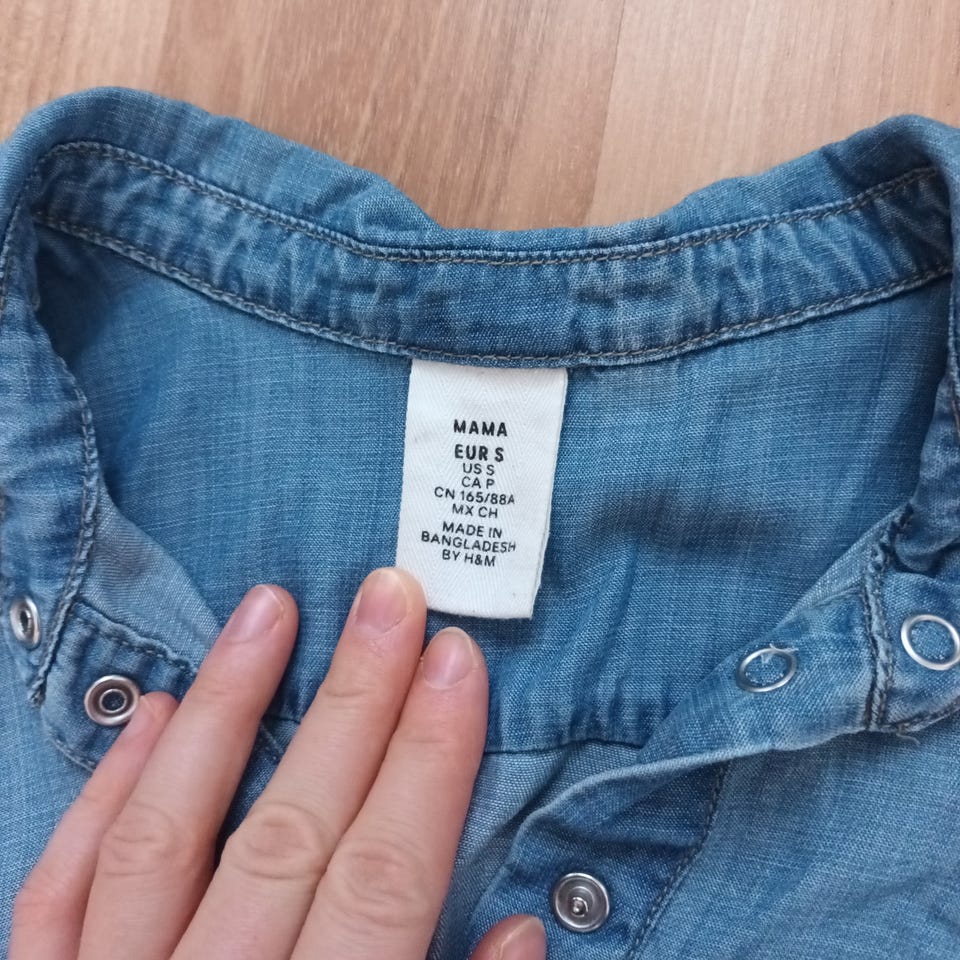 MAMA
EUR S
US S
CA P
CN 165/88A
MX CH
MADE IN
BANGLADESH
BY H&M